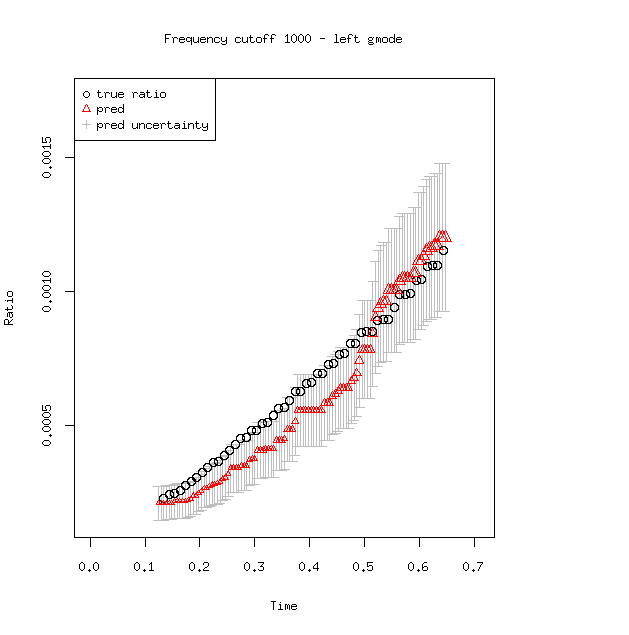 Frequency cutoff 1000 - left gmode
true ratio
pred
pred uncertainty
0.0015
0.0010
0.0005
Ratio
0.0 0.1 0.2 0.3 0.4 0.5 0.6 0.7
Time